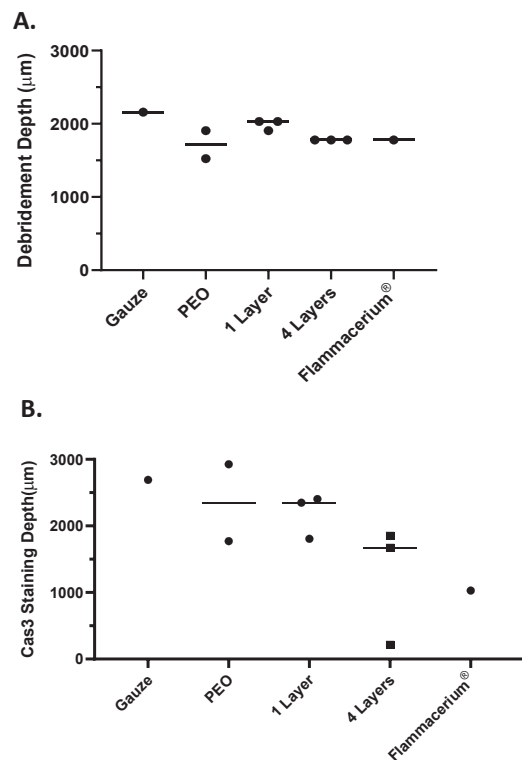 A.
Debridement Depth (μm)
3000
2000
1000
0
Gauze
PEO
1 Layer
4 Layers
Flammacerium®
B.
Cas3 Staining Depth(μm)
3000
2000
1000
0
Gauze
PEO
1 Layer
4 Layers
Flammacerium®